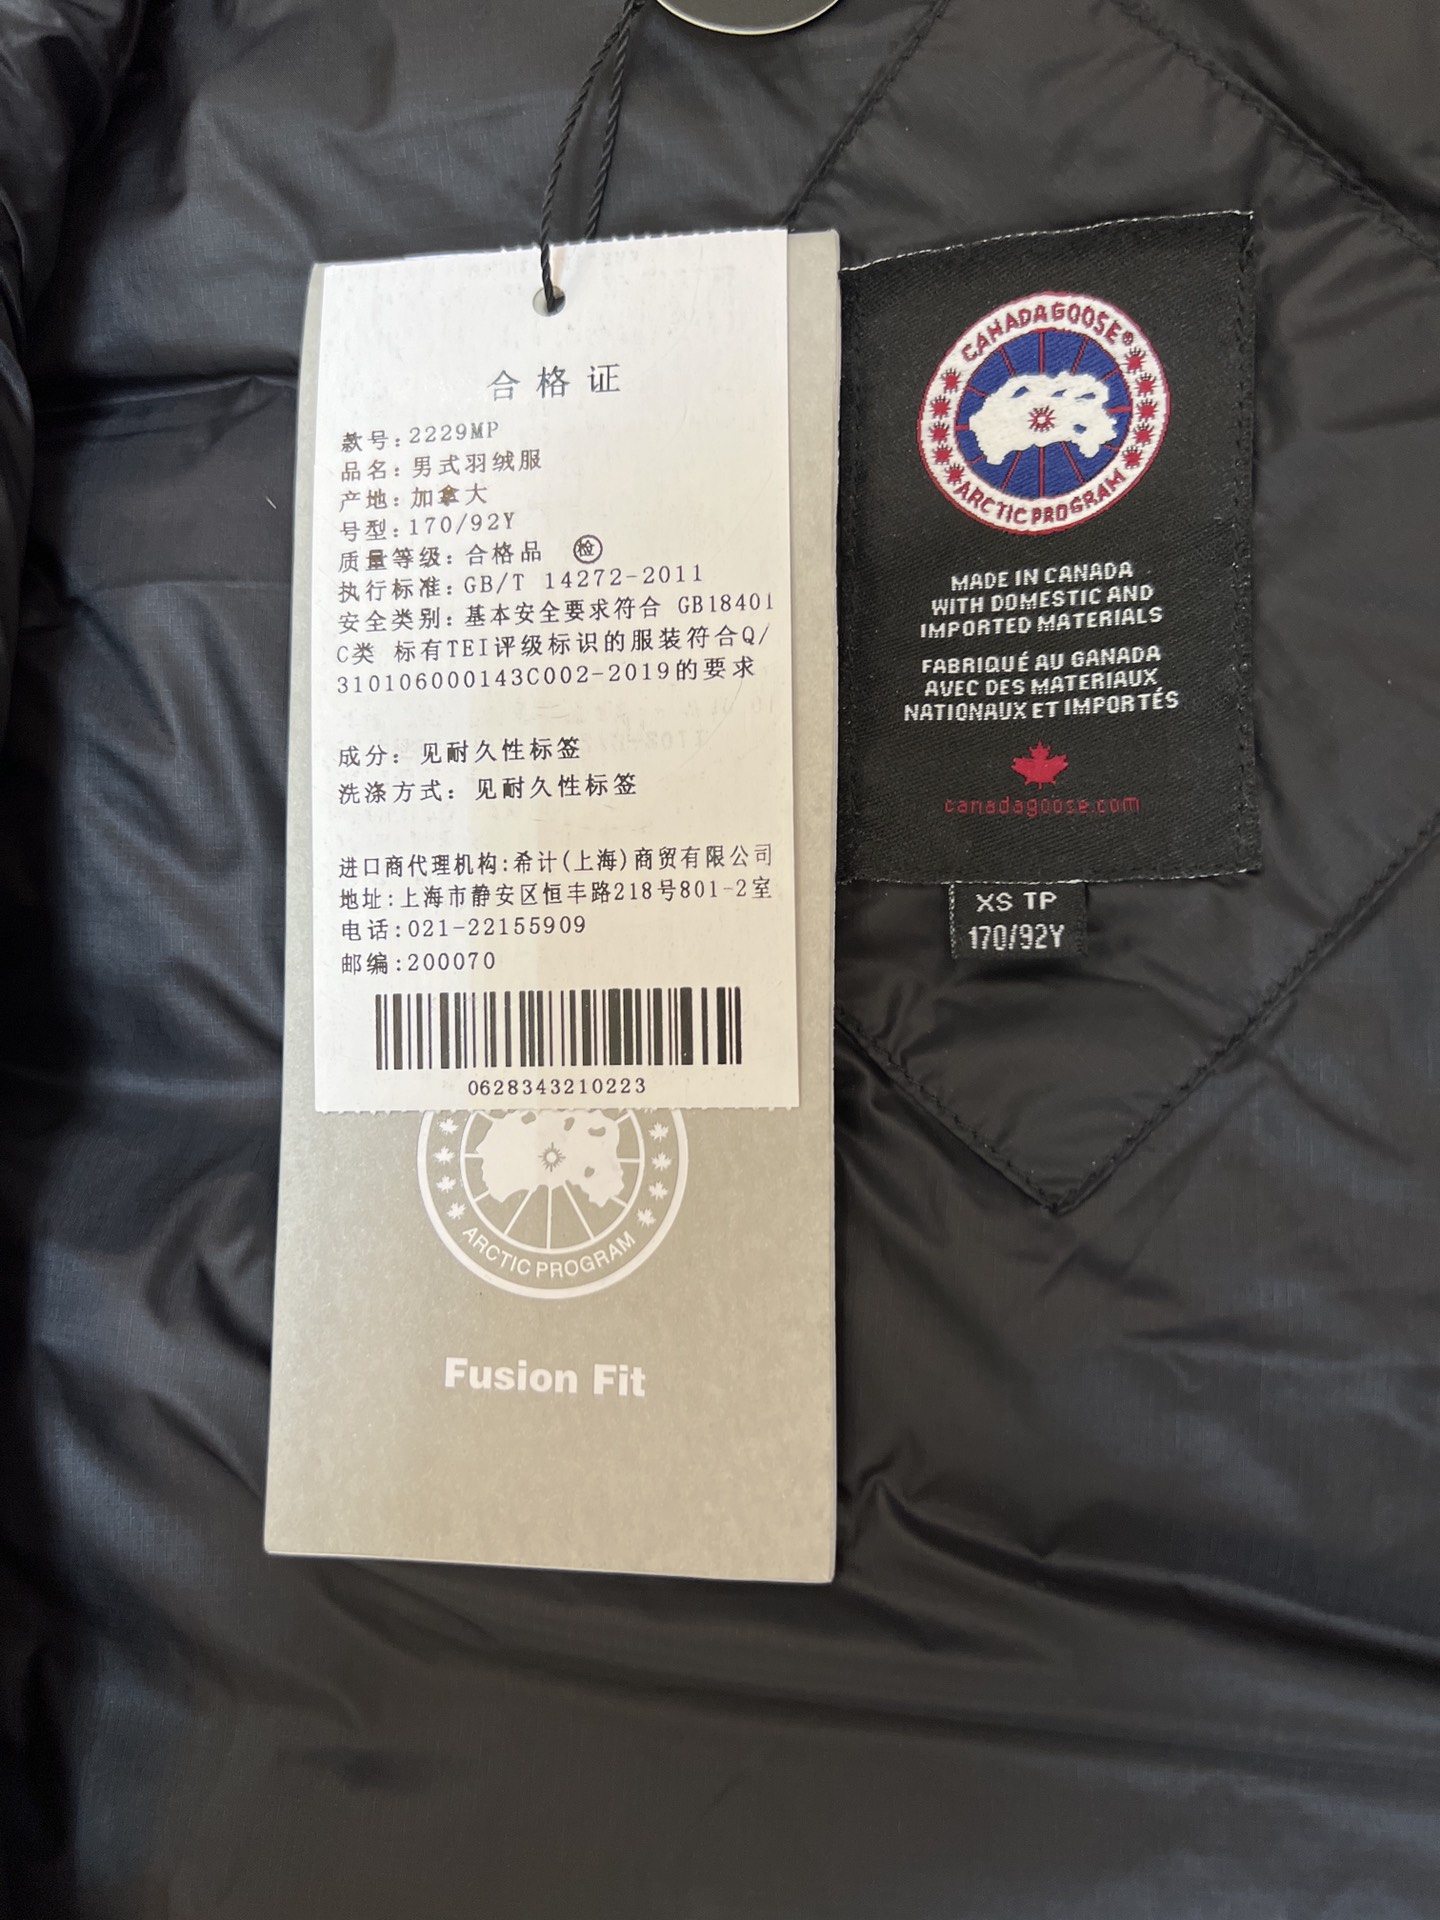 合格证
款号:2229MP
品名:男式羽绒服
产地:加拿大
号型:170/92Y
质量等级:合格品 检
执行标准:GB/T 14272-2011
安全类别:基本安全要求符合 GB18401
C类 标有TEI评级标识的服装符合Q/
310106000143C002-2019的要求
成分: 见耐久性标签
洗涤方式: 见耐久性标签
进口商代理机构:希计(上海)商贸有限公司
地址:上海市静安区恒丰路218号801-2室
电话:021-22155909
邮编:200070
0628343210223
ARCTIC PROGRAM
Fusion Fit
CANADA GOOSE®
ARCTIC PROGRAM
MADE IN CANADA
WITH DOMESTIC AND
IMPORTED MATERIALS
FABRIQUÉ AU CANADA
AVEC DES MATERIAUX
NATIONAUX ET IMPORTÉS
canadagoose.com
XS TP
170/92Y